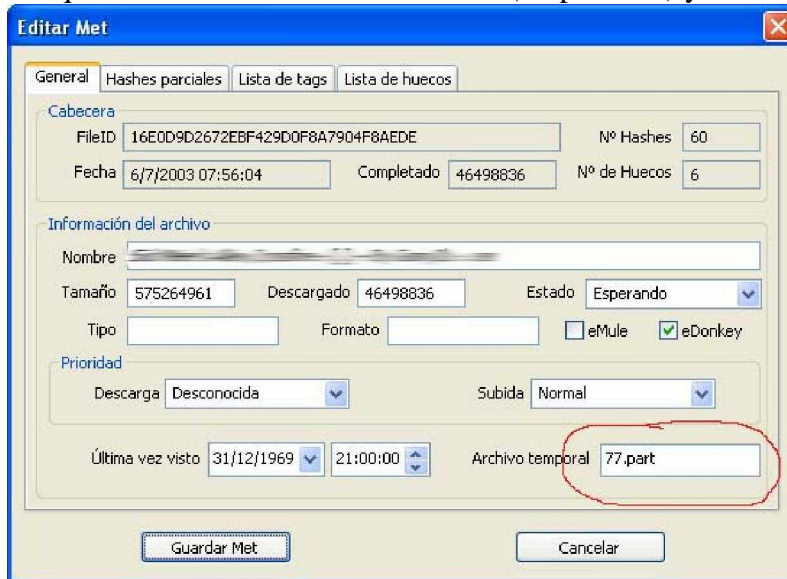 Editar Met
General Hashes parciales Lista de tags Lista de huecos
Cabecera
FileID 16E0D9D2672EBF429D0F8A7904F8AEDE Nº Hashes 60
Fecha 6/7/2003 07:56:04 Completado 46498836 Nº de Huecos 6
Información del archivo
Nombre
Tamaño 575264961 Descargado 46498836 Estado Esperando
Tipo Formato eMule eDonkey
Prioridad
Descarga Desconocida Subida Normal
Última vez visto 31/12/1969 21:00:00 Archivo temporal 77.part
Guardar Met Cancelar